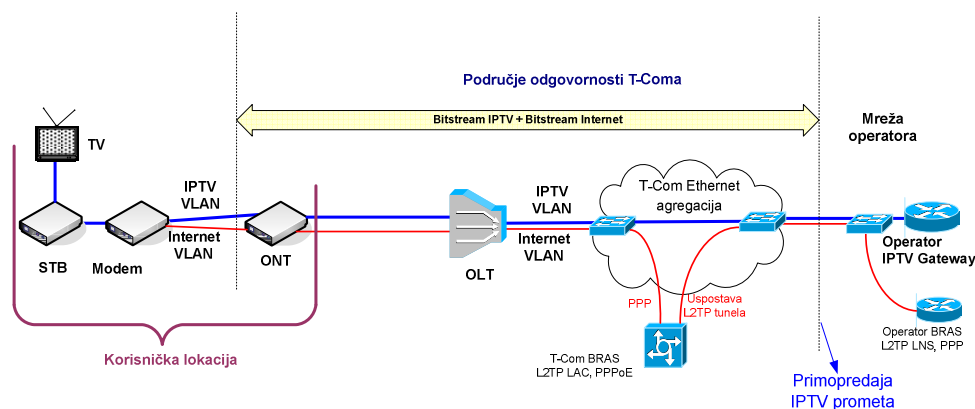 Područje odgovornosti T-Coma
Bitstream IPTV + Bitstream Internet
Mreža
operatora
TV
IPTV
VLAN
Internet
VLAN
STB
Modem
ONT
OLT
IPTV
VLAN
Internet
VLAN
T-Com Ethernet
agregacija
PPP
Uspostava
L2TP tunela
T-Com BRAS
L2TP LAC, PPPoE
Operator
IPTV Gateway
Operator BRAS
L2TP LNS, PPP
Korisnička lokacija
Primopredaja
IPTV prometa